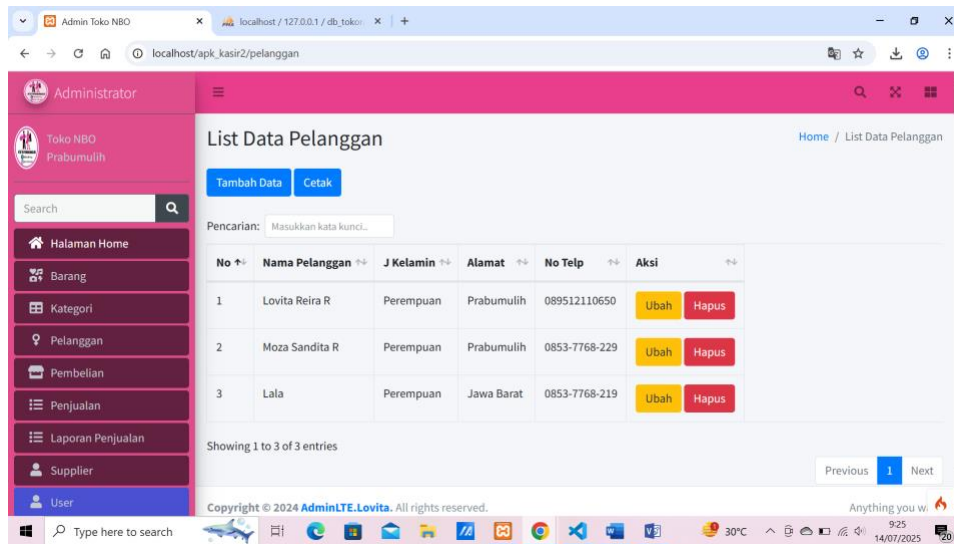 Admin Toko NBO
localhost / 127.0.0.1 / db_tokon
localhost/apk_kasir2/pelanggan
Administrator
Toko NBO
Prabumulih
Search
Halaman Home
Barang
Kategori
Pelanggan
Pembelian
Penjualan
Laporan Penjualan
Supplier
User
List Data Pelanggan
Home / List Data Pelanggan
Tambah Data Cetak
Pencarian: Masukkan kata kunci..
No Nama Pelanggan J Kelamin Alamat No Telp Aksi
1 Lovita Reira R Perempuan Prabumulih 089512110650 Ubah Hapus
2 Moza Sandita R Perempuan Prabumulih 0853-7768-229 Ubah Hapus
3 Lala Perempuan Jawa Barat 0853-7768-219 Ubah Hapus
Showing 1 to 3 of 3 entries
Previous 1 Next
Copyright © 2024 AdminLTE.Lovita. All rights reserved.
Anything you w
Type here to search
30°C
9:25
14/07/2025
20